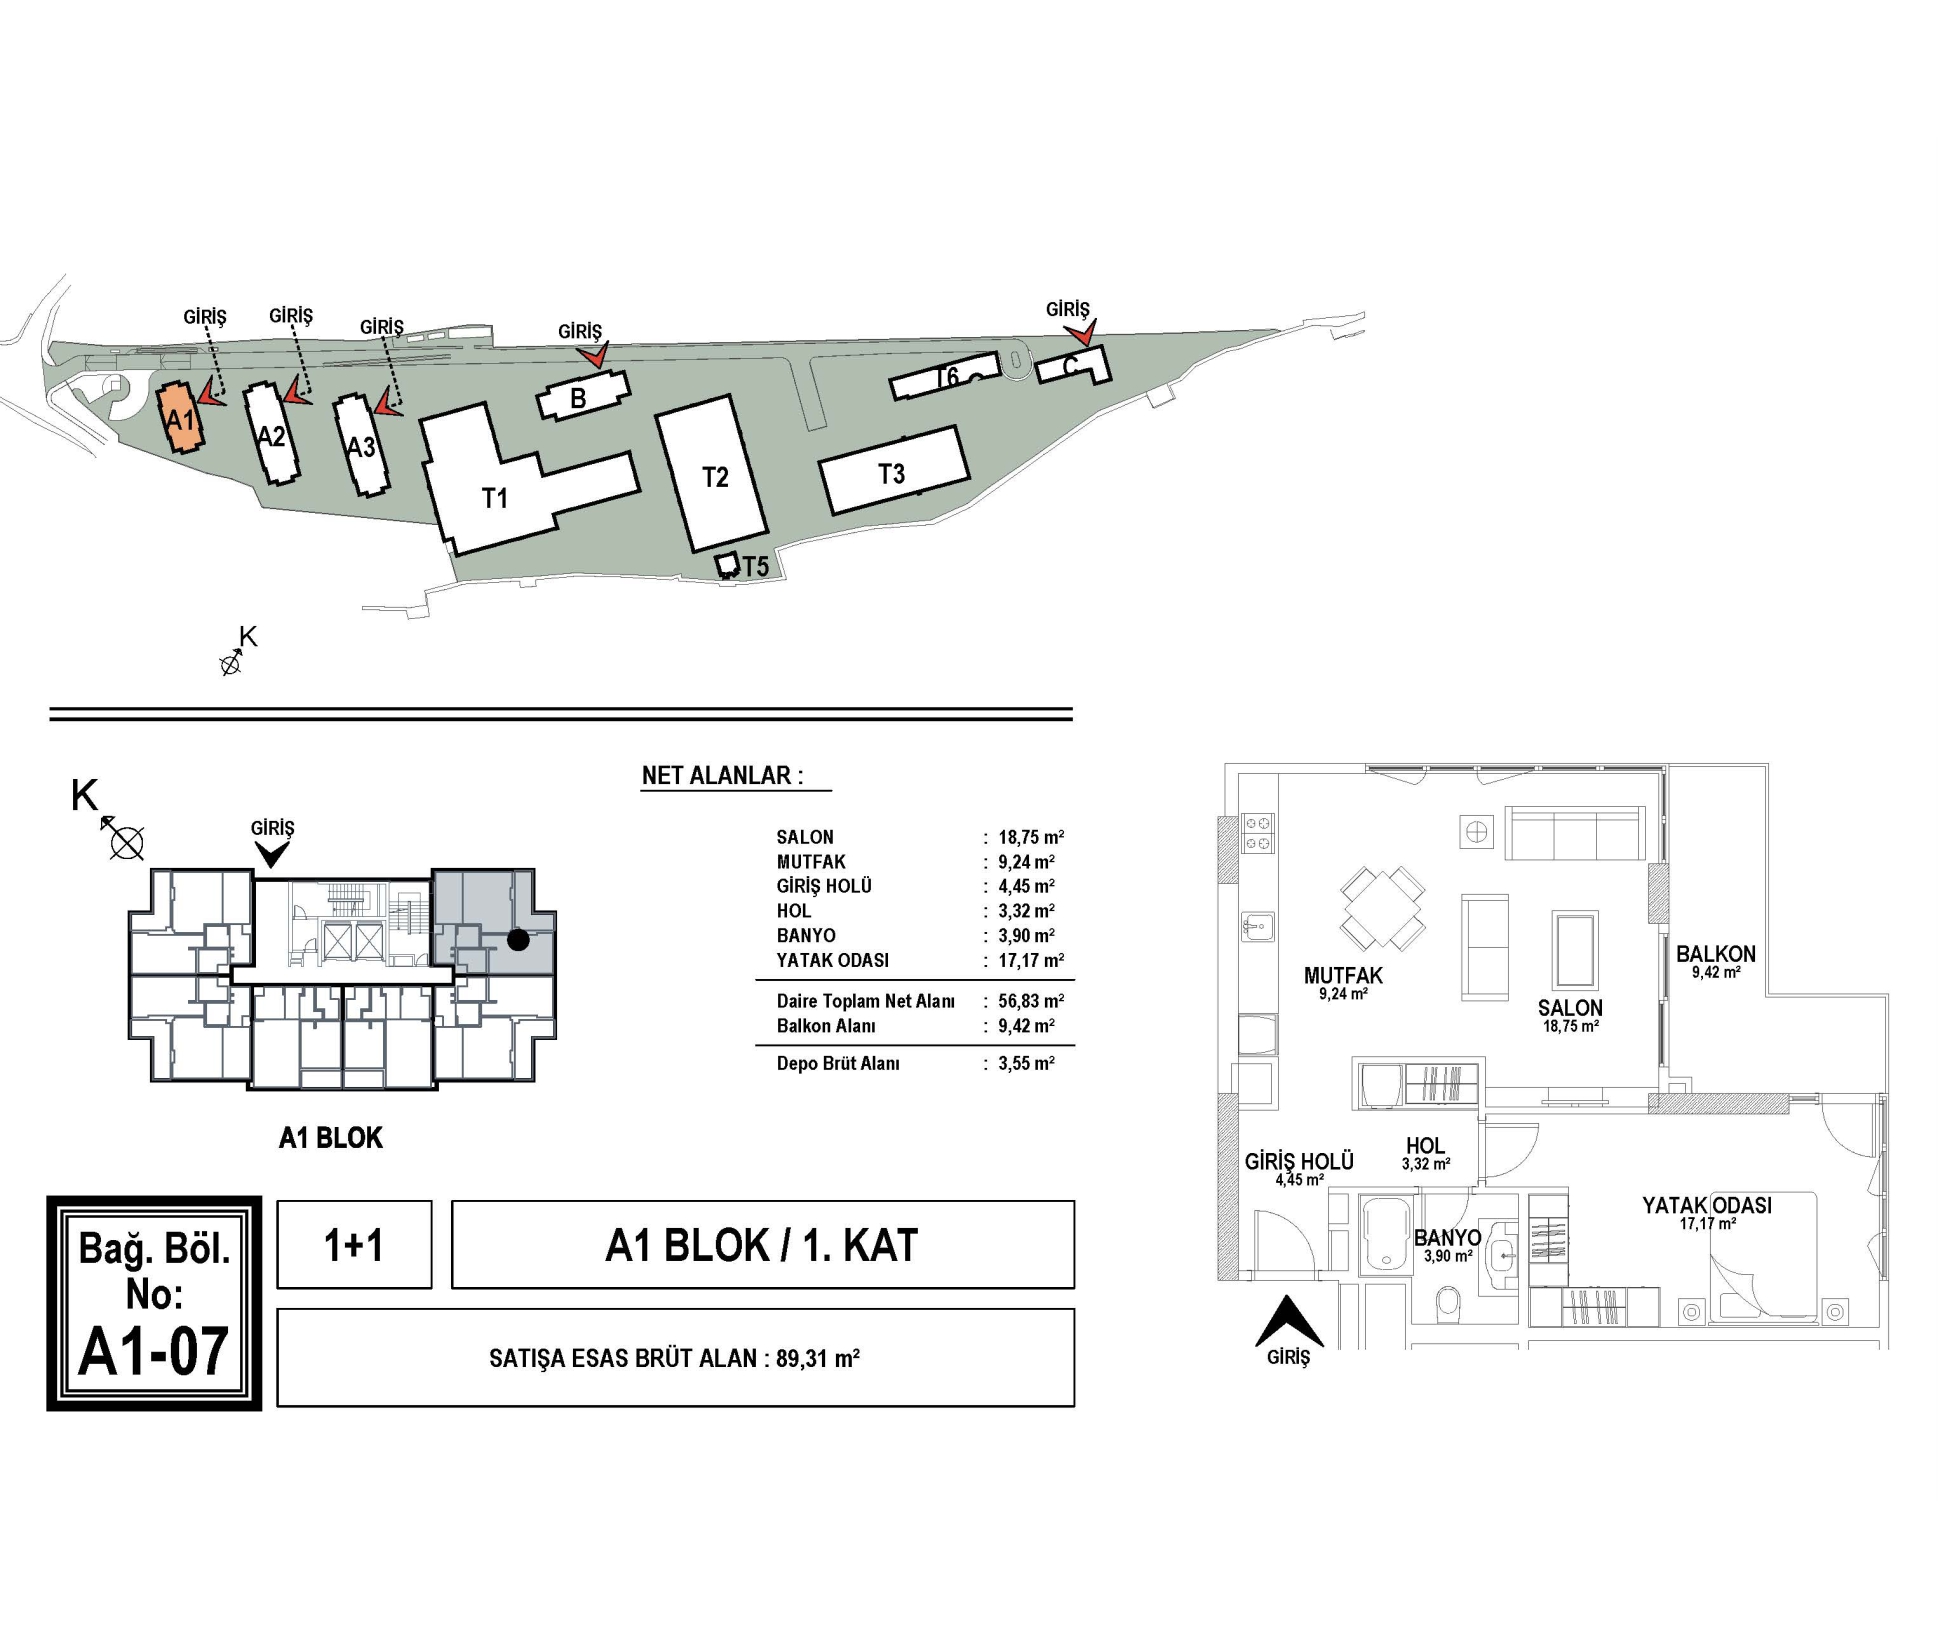 GİRİŞ
GİRİŞ
GİRİŞ
GİRİŞ
GİRİŞ
A1
A2
A3
B
T1
T2
T3
T5
T6
C
K
K
GİRİŞ
A1 BLOK
NET ALANLAR :
SALON : 18,75 m²
MUTFAK : 9,24 m²
GİRİŞ HOLÜ : 4,45 m²
HOL : 3,32 m²
BANYO : 3,90 m²
YATAK ODASI : 17,17 m²
Daire Toplam Net Alanı : 56,83 m²
Balkon Alanı : 9,42 m²
Depo Brüt Alanı : 3,55 m²
Bağ. Böl.
No:
A1-07
1+1
A1 BLOK / 1. KAT
SATIŞA ESAS BRÜT ALAN : 89,31 m²
MUTFAK
9,24 m²
SALON
18,75 m²
BALKON
9,42 m²
GİRİŞ HOLÜ
4,45 m²
HOL
3,32 m²
BANYO
3,90 m²
YATAK ODASI
17,17 m²
GİRİŞ